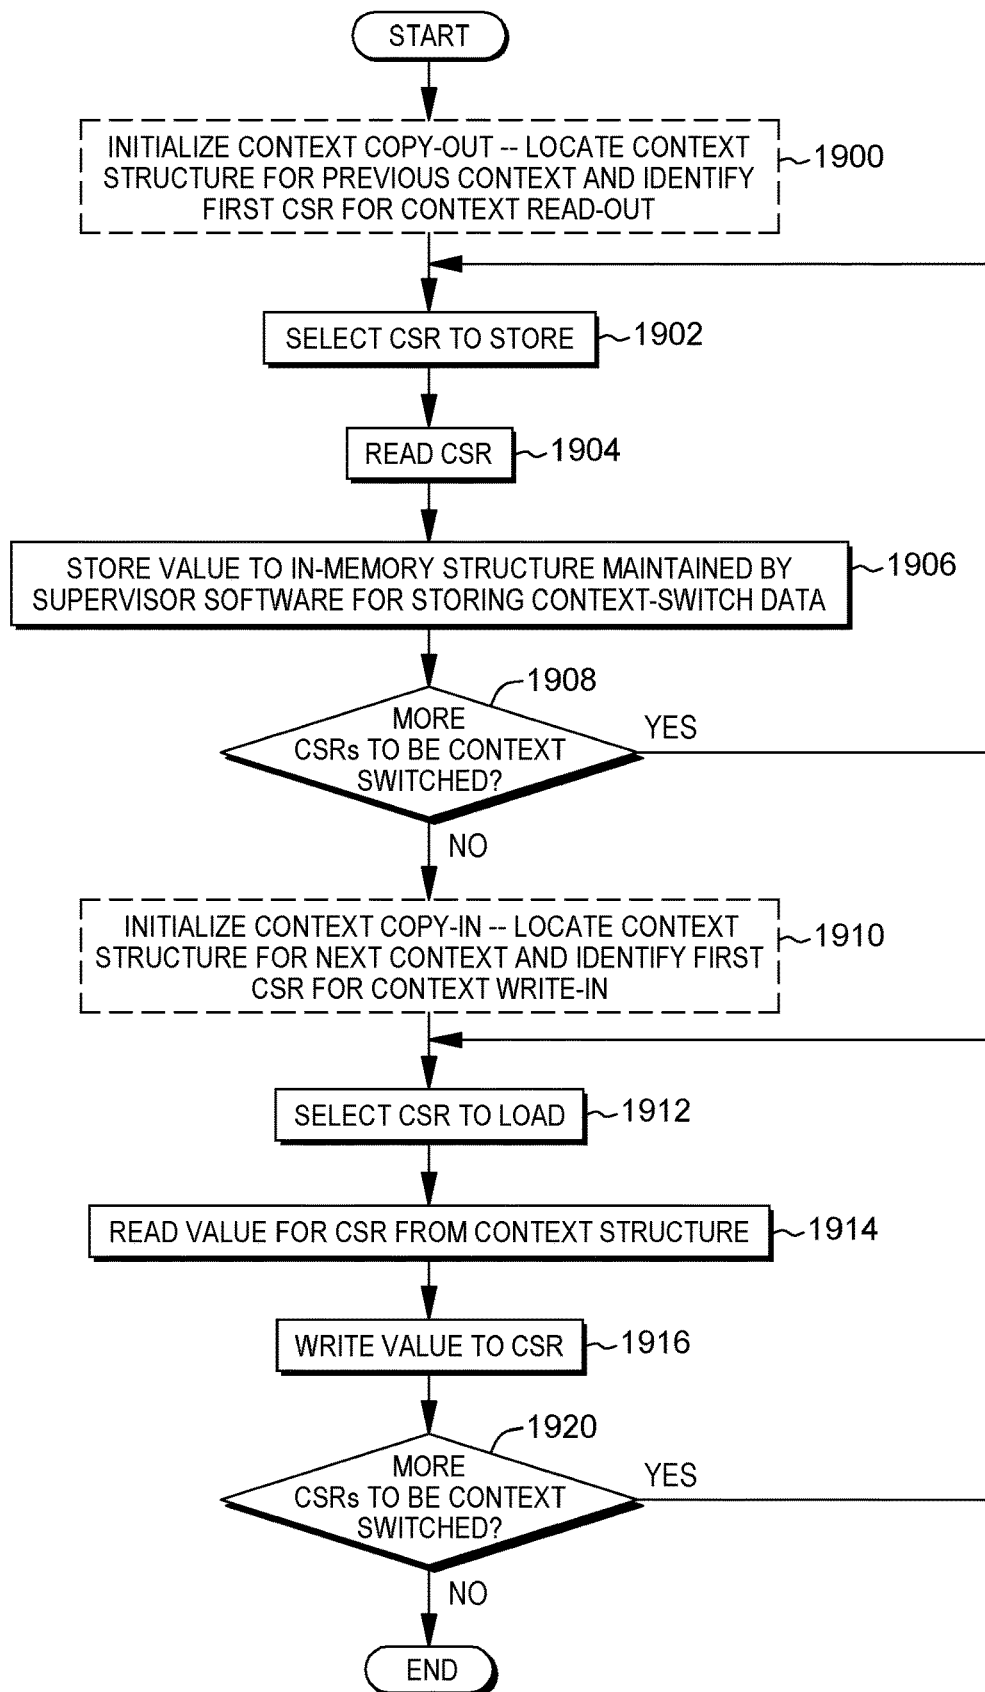 START
INITIALIZE CONTEXT COPY-OUT -- LOCATE CONTEXT
STRUCTURE FOR PREVIOUS CONTEXT AND IDENTIFY
FIRST CSR FOR CONTEXT READ-OUT
1900
SELECT CSR TO STORE
1902
READ CSR
1904
STORE VALUE TO IN-MEMORY STRUCTURE MAINTAINED BY
SUPERVISOR SOFTWARE FOR STORING CONTEXT-SWITCH DATA
1906
1908
MORE
CSRs TO BE CONTEXT
SWITCHED?
YES
NO
INITIALIZE CONTEXT COPY-IN -- LOCATE CONTEXT
STRUCTURE FOR NEXT CONTEXT AND IDENTIFY FIRST
CSR FOR CONTEXT WRITE-IN
1910
SELECT CSR TO LOAD
1912
READ VALUE FOR CSR FROM CONTEXT STRUCTURE
1914
WRITE VALUE TO CSR
1916
1920
MORE
CSRs TO BE CONTEXT
SWITCHED?
YES
NO
END